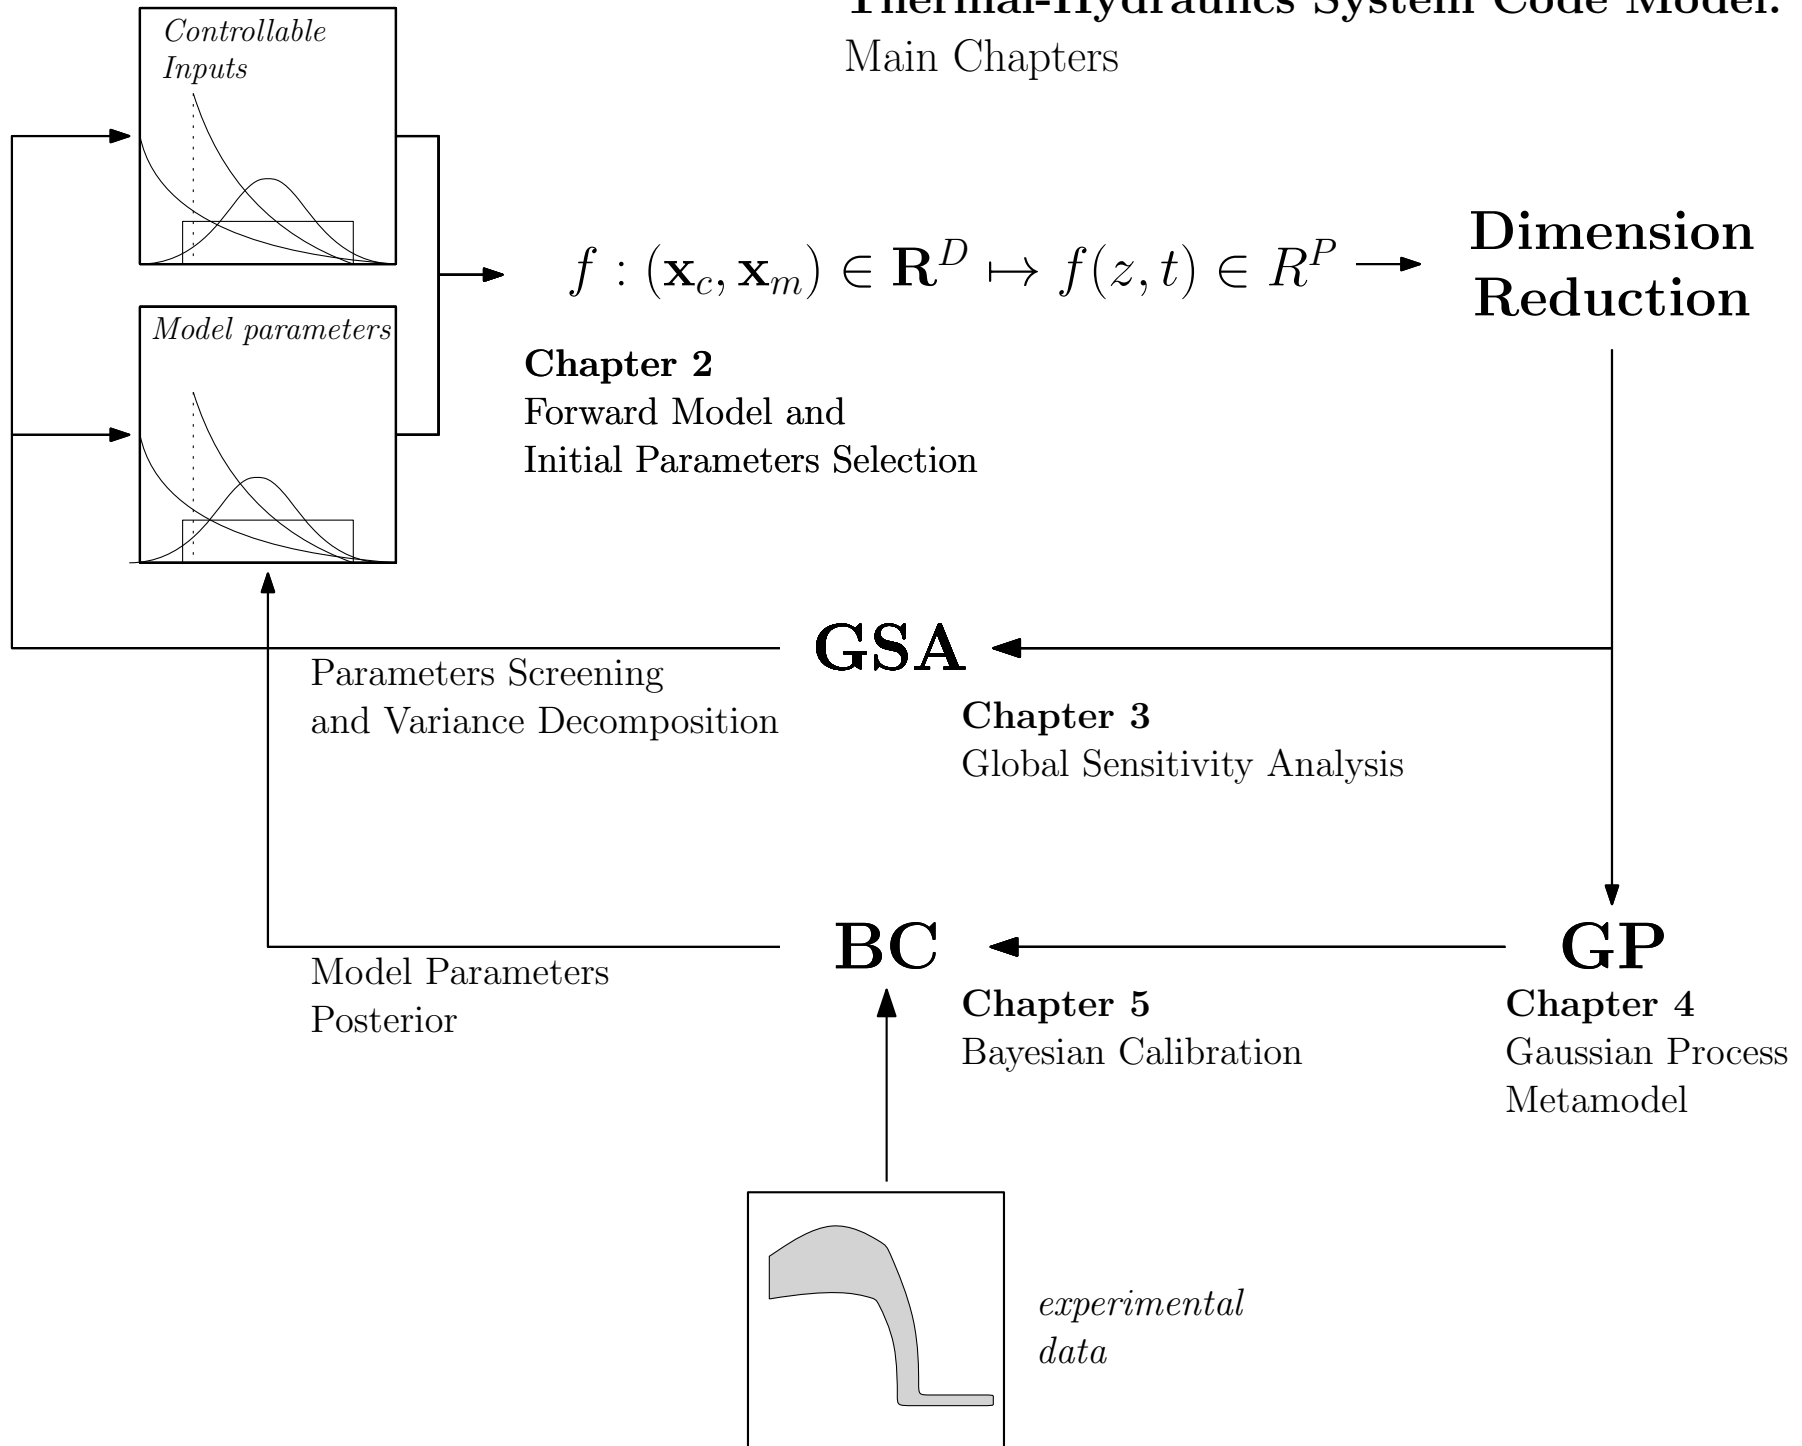 Thermal-Hydraulics System Code Model:
Main Chapters
Controllable
Inputs
f : (x_c, x_m) ∈ R^D ↦ f(z, t) ∈ R^P
Dimension
Reduction
Model parameters
Chapter 2
Forward Model and
Initial Parameters Selection
GSA
Parameters Screening
and Variance Decomposition
Chapter 3
Global Sensitivity Analysis
BC
GP
Model Parameters
Posterior
Chapter 5
Bayesian Calibration
Chapter 4
Gaussian Process
Metamodel
experimental
data